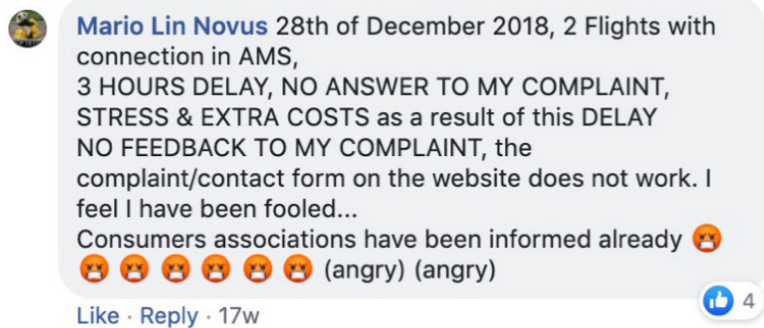 Mario Lin Novus 28th of December 2018, 2 Flights with
connection in AMS,
3 HOURS DELAY, NO ANSWER TO MY COMPLAINT,
STRESS & EXTRA COSTS as a result of this DELAY
NO FEEDBACK TO MY COMPLAINT, the
complaint/contact form on the website does not work. I
feel I have been fooled...
Consumers associations have been informed already 🤬
🤬 🤬 🤬 🤬 🤬 🤬 (angry) (angry)
4
Like · Reply · 17w